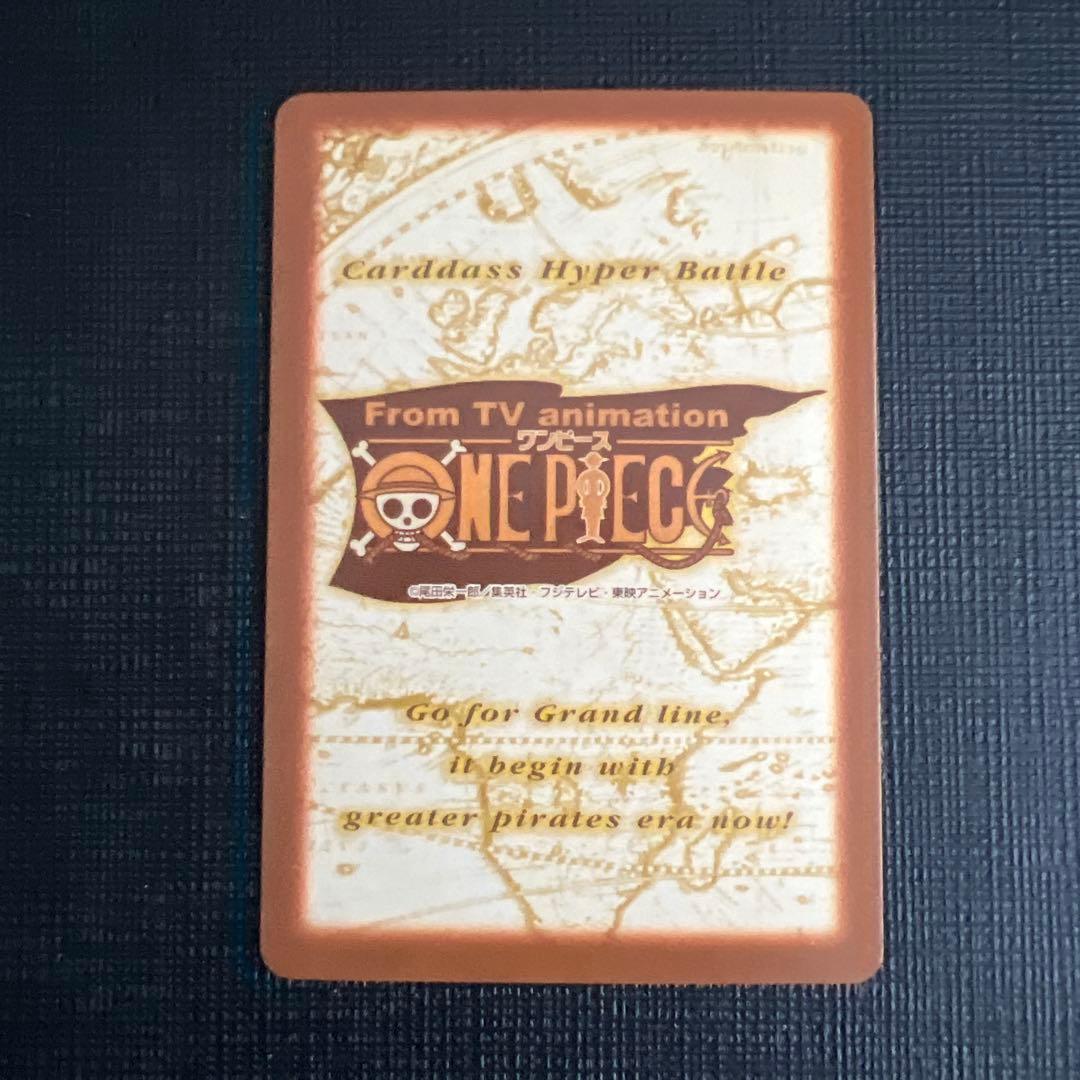 Carddass Hyper Battle
From TV animation
ワンピース
ONE PIECE
©尾田栄一郎/集英社・フジテレビ・東映アニメーション
Go for Grand line,
it begin with
greater pirates era now!